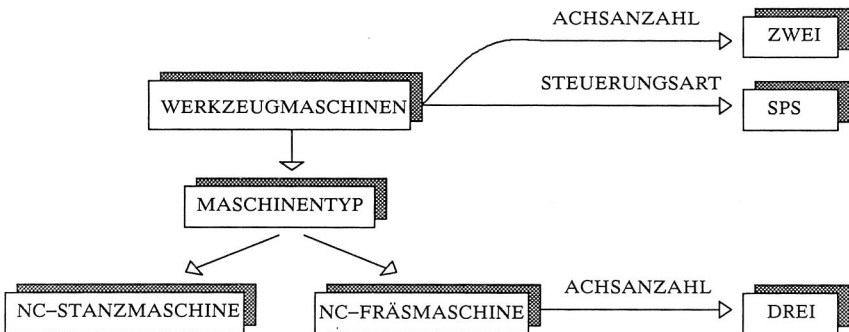 ACHSANZAHL
ZWEI
STEUERUNGSART
WERKZEUGMASCHINEN
SPS
MASCHINENTYP
NC–STANZMASCHINE
NC–FRÄSMASCHINE
ACHSANZAHL
DREI